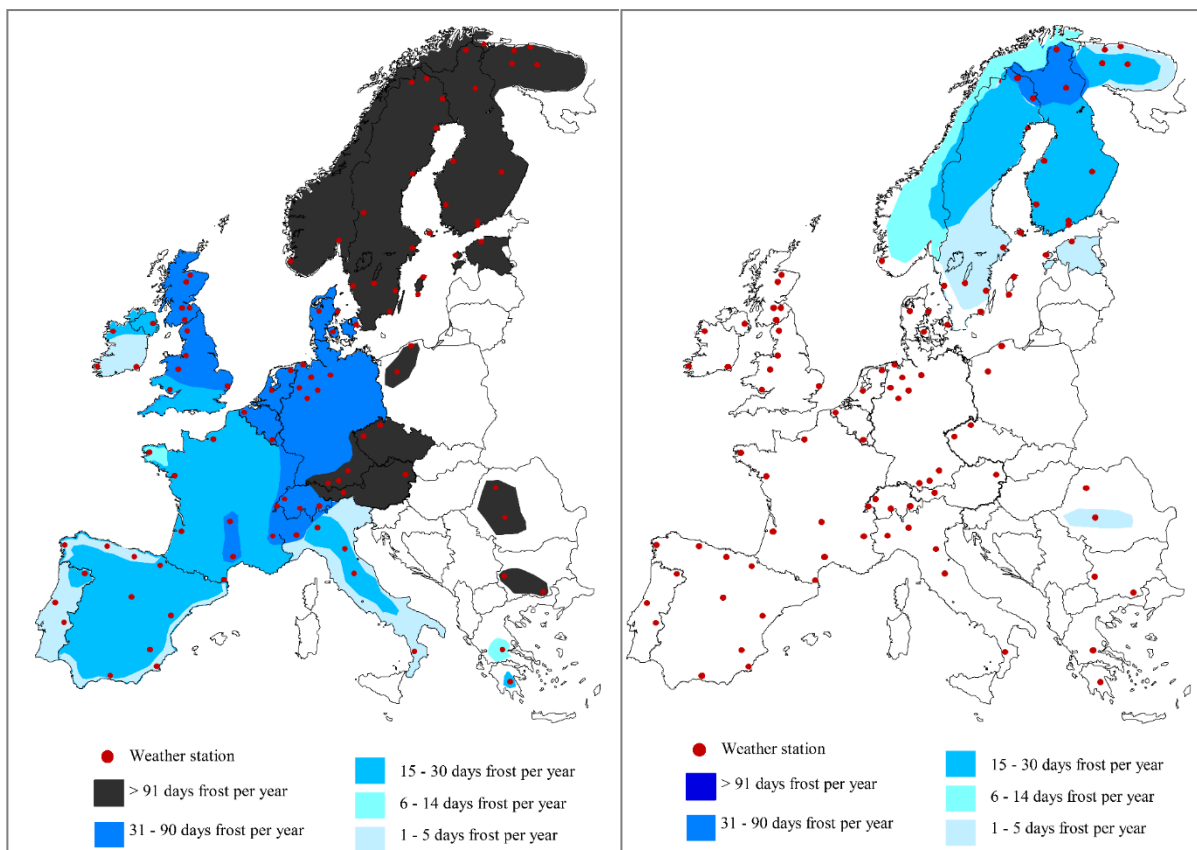 Weather station
> 91 days frost per year
31 - 90 days frost per year
15 - 30 days frost per year
6 - 14 days frost per year
1 - 5 days frost per year
Weather station
> 91 days frost per year
31 - 90 days frost per year
15 - 30 days frost per year
6 - 14 days frost per year
1 - 5 days frost per year